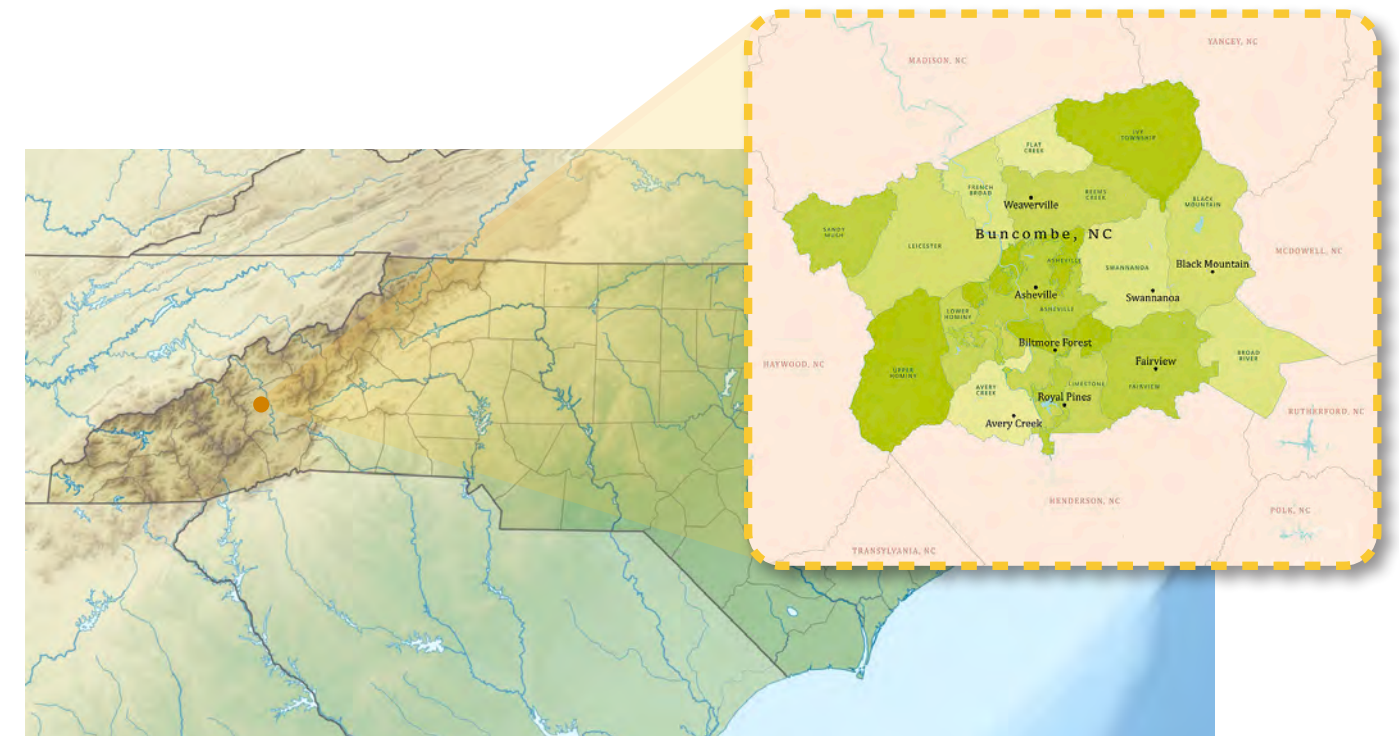 YANCEY, NC
MADISON, NC
IVY
TOWNSHIP
FLAT
CREEK
FRENCH
BROAD
REEMS
CREEK
BLACK
MOUNTAIN
Weaverville
SANDY
MUSH
Buncombe, NC
LEICESTER
MCDOWELL, NC
ASHEVILLE
SWANNANOA
Black Mountain
Asheville
Swannanoa
LOWER
HOMINY
ASHEVILLE
Biltmore Forest
BROAD
RIVER
HAYWOOD, NC
Fairview
UPPER
HOMINY
AVERY
CREEK
LIMESTONE
FAIRVIEW
Royal Pines
RUTHERFORD, NC
Avery Creek
HENDERSON, NC
POLK, NC
TRANSYLVANIA, NC